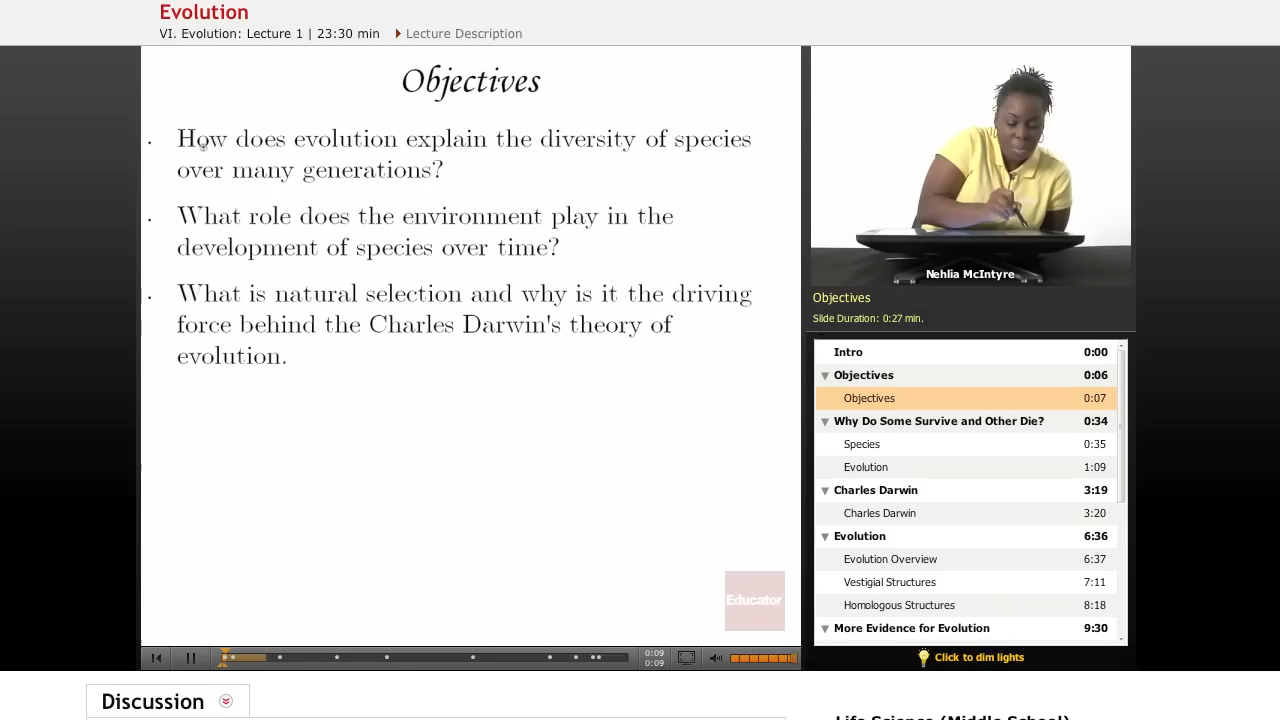 Evolution
VI. Evolution: Lecture 1 | 23:30 min
Lecture Description
Objectives
· How does evolution explain the diversity of species
over many generations?
· What role does the environment play in the
development of species over time?
· What is natural selection and why is it the driving
force behind the Charles Darwin's theory of
evolution.
Educator
0:09
0:09
Nehlia McIntyre
Objectives
Slide Duration: 0:27 min.
Intro 0:00
Objectives 0:06
Objectives 0:07
Why Do Some Survive and Other Die? 0:34
Species 0:35
Evolution 1:09
Charles Darwin 3:19
Charles Darwin 3:20
Evolution 6:36
Evolution Overview 6:37
Vestigial Structures 7:11
Homologous Structures 8:18
More Evidence for Evolution 9:30
Click to dim lights
Discussion
Life Science (Middle School)